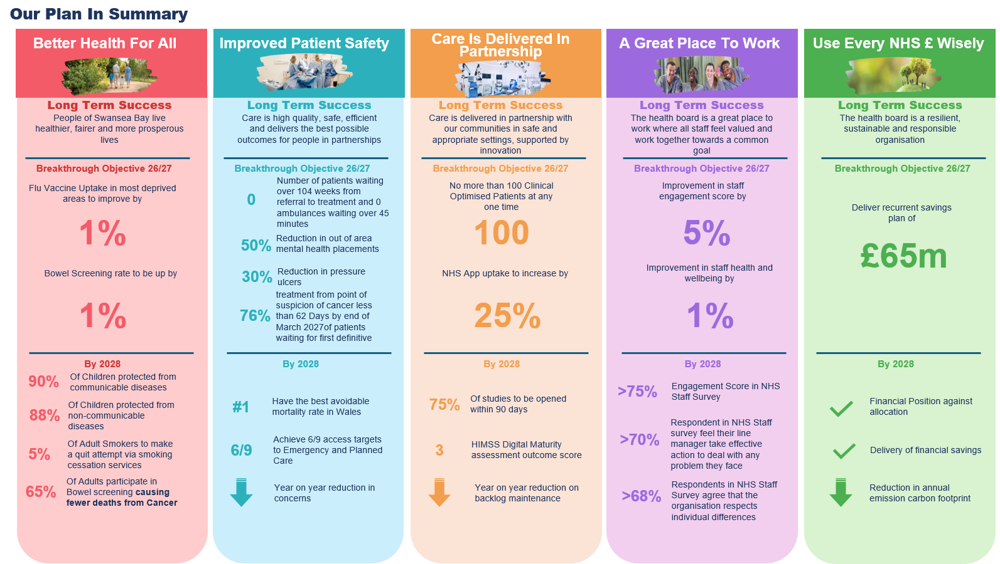 Our Plan In Summary
Better Health For All
Long Term Success
People of Swansea Bay live
healthier, fairer and more prosperous
lives
Breakthrough Objective 26/27
Flu Vaccine Uptake in most deprived
areas to improve by
1%
Bowel Screening rate to be up by
1%
By 2028
90%
Of Children protected from
communicable diseases
88%
Of Children protected from
non-communicable
diseases
5%
Of Adult Smokers to make
a quit attempt via smoking
cessation services
65%
Of Adults participate in
Bowel screening causing
fewer deaths from Cancer
Improved Patient Safety
Long Term Success
Care is high quality, safe, efficient
and delivers the best possible
outcomes for people in partnerships
Breakthrough Objective 26/27
0
Number of patients waiting
over 104 weeks from
referral to treatment and 0
ambulances waiting over 45
minutes
50%
Reduction in out of area
mental health placements
30%
Reduction in pressure
ulcers
76%
treatment from point of
suspicion of cancer less
than 62 Days by end of
March 2027of patients
waiting for first definitive
By 2028
#1
Have the best avoidable
mortality rate in Wales
6/9
Achieve 6/9 access targets
to Emergency and Planned
Care
Year on year reduction in
concerns
Care Is Delivered In
Partnership
Long Term Success
Care is delivered in partnership with
our communities in safe and
appropriate settings, supported by
innovation
Breakthrough Objective 26/27
No more than 100 Clinical
Optimised Patients at any
one time
100
NHS App uptake to increase by
25%
By 2028
75%
Of studies to be opened
within 90 days
3
HIMSS Digital Maturity
assessment outcome score
Year on year reduction on
backlog maintenance
A Great Place To Work
Long Term Success
The health board is a great place to
work where all staff feel valued and
work together towards a common
goal
Breakthrough Objective 26/27
Improvement in staff
engagement score by
5%
Improvement in staff health and
wellbeing by
1%
By 2028
>75%
Engagement Score in NHS
Staff Survey
>70%
Respondent in NHS Staff
survey feel their line
manager take effective
action to deal with any
problem they face
>68%
Respondents in NHS Staff
Survey agree that the
organisation respects
individual differences
Use Every NHS £ Wisely
Long Term Success
The health board is a resilient,
sustainable and responsible
organisation
Breakthrough Objective 26/27
Deliver recurrent savings
plan of
£65m
By 2028
Financial Position against
allocation
Delivery of financial savings
Reduction in annual
emission carbon footprint